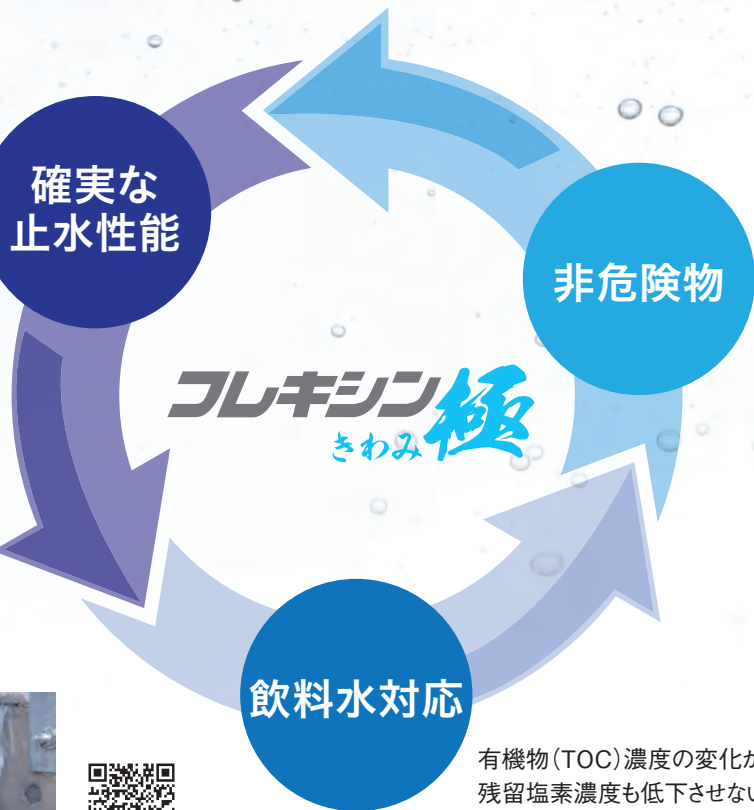 確実な
止水性能
非危険物
フレキシン極
きわみ
飲料水対応
有機物(TOC)濃度の変化が
残留塩素濃度も低下させない